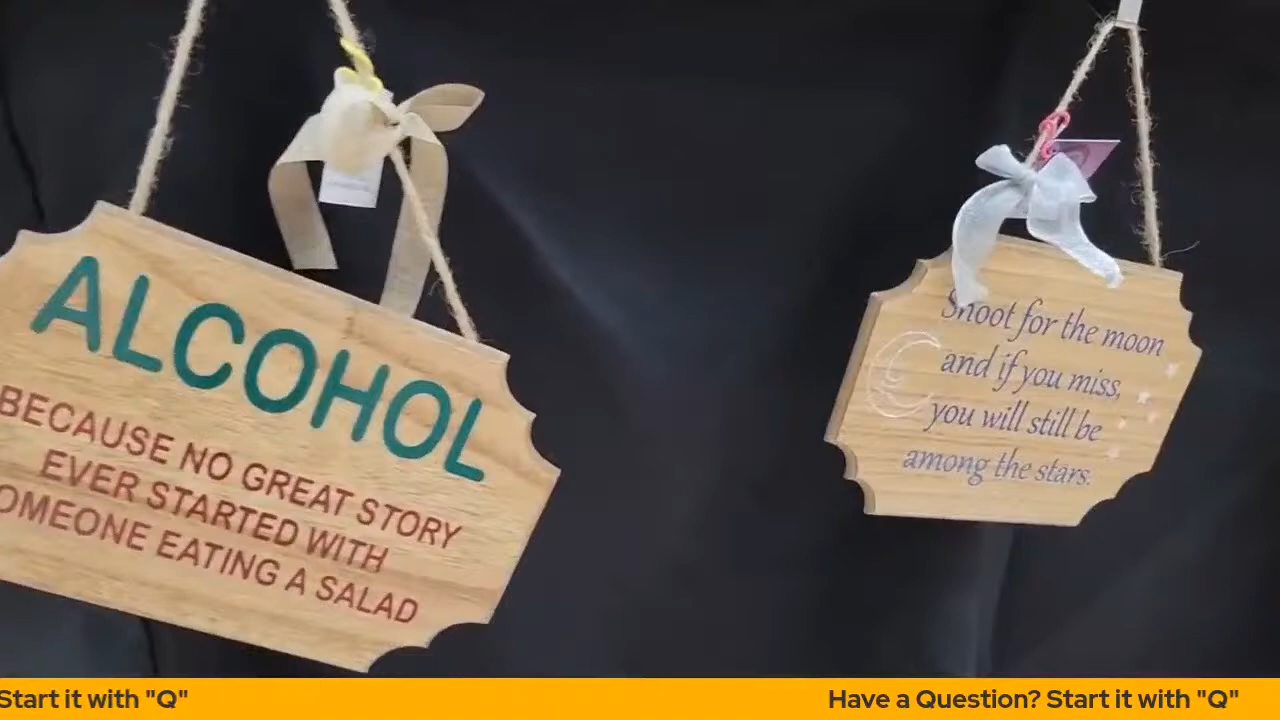 ALCOHOL
BECAUSE NO GREAT STORY
EVER STARTED WITH
OMEONE EATING A SALAD
Shoot for the moon
and if you miss,
you will still be
among the stars.
Start it with "Q"
Have a Question? Start it with "Q"